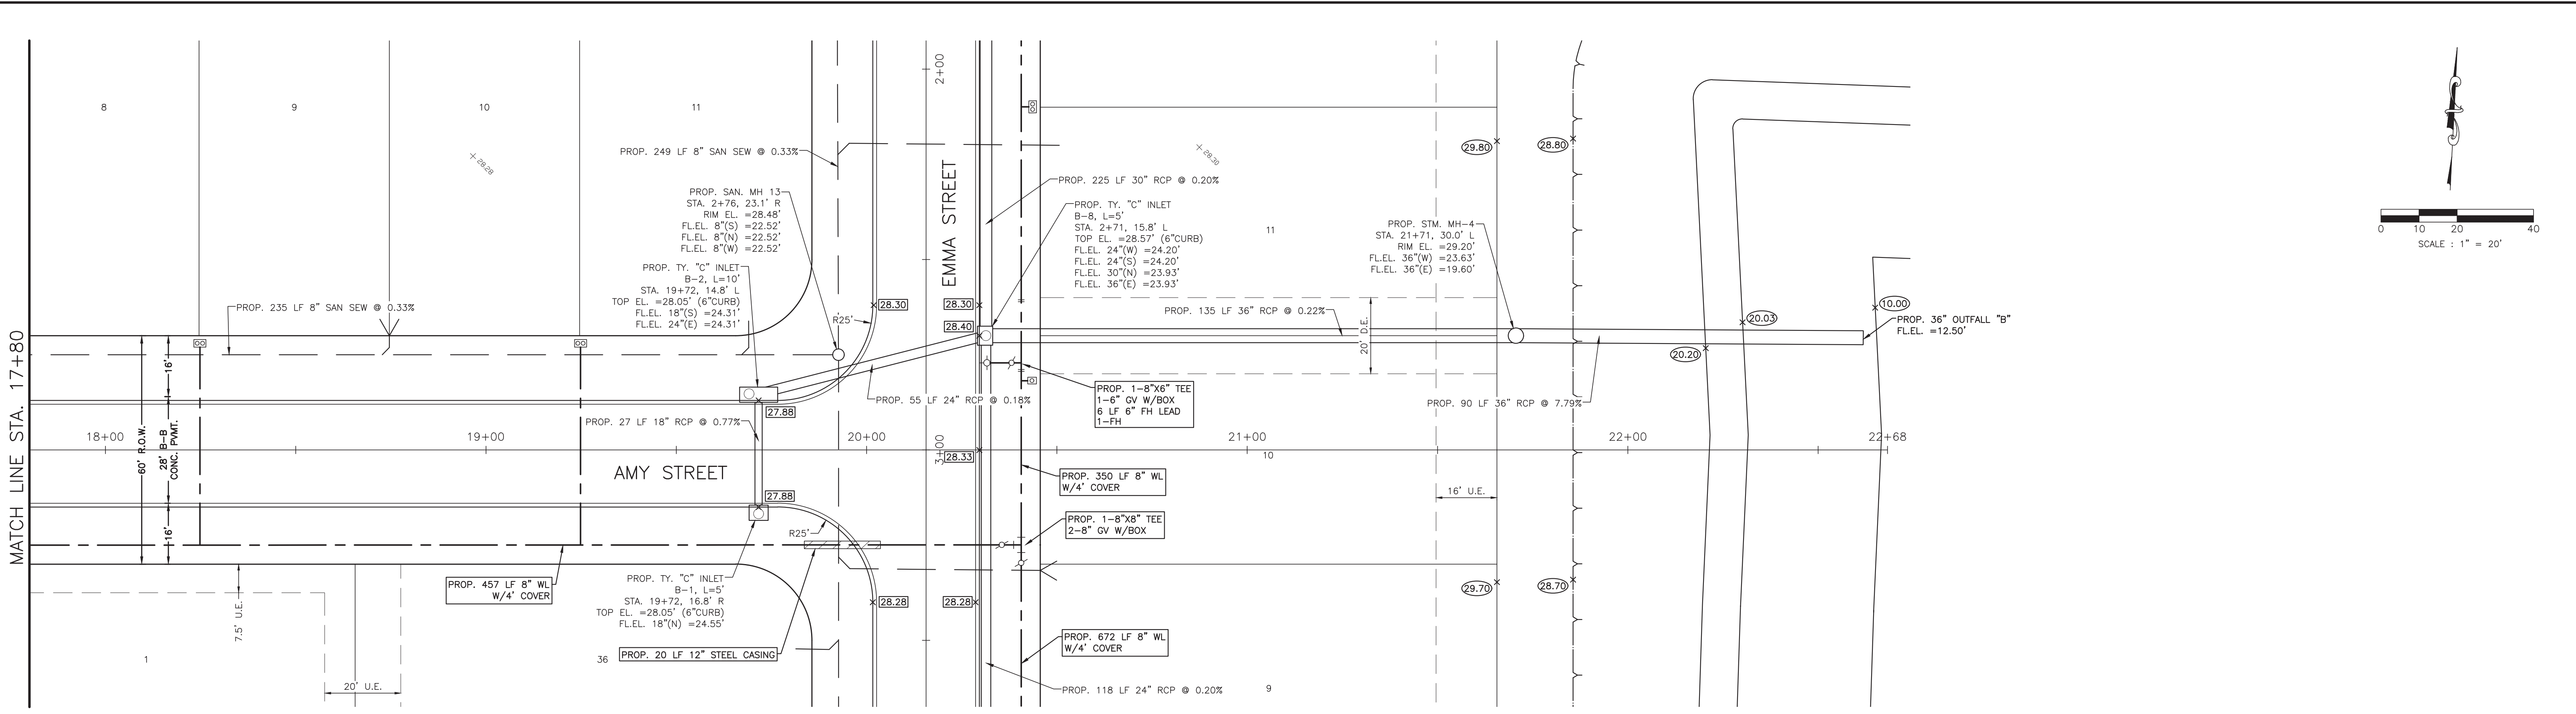 MATCH LINE STA. 17+80
8
9
10
11
28.29
PROP. 249 LF 8" SAN SEW @ 0.33%
PROP. SAN. MH 13
STA. 2+76, 23.1' R
RIM EL. =28.48'
FL.EL. 8"(S) =22.52'
FL.EL. 8"(N) =22.52'
FL.EL. 8"(W) =22.52'
PROP. TY. "C" INLET
B-2, L=10'
STA. 19+72, 14.8' L
TOP EL. =28.05' (6"CURB)
FL.EL. 18"(S) =24.31'
FL.EL. 24"(E) =24.31'
PROP. 235 LF 8" SAN SEW @ 0.33%
R25'
28.30
28.30
28.40
2+00
EMMA STREET
PROP. 225 LF 30" RCP @ 0.20%
PROP. TY. "C" INLET
B-8, L=5'
STA. 2+71, 15.8' L
TOP EL. =28.57' (6"CURB)
FL.EL. 24"(W) =24.20'
FL.EL. 24"(S) =24.20'
FL.EL. 30"(N) =23.93'
FL.EL. 36"(E) =23.93'
28.30
11
PROP. STM. MH-4
STA. 21+71, 30.0' L
RIM EL. =29.20'
FL.EL. 36"(W) =23.63'
FL.EL. 36"(E) =19.60'
29.80
28.80
PROP. 135 LF 36" RCP @ 0.22%
20' D.E.
20.03
20.20
10.00
PROP. 36" OUTFALL "B"
FL.EL. =12.50'
0 10 20 40
SCALE : 1" = 20'
16'
60' R.O.W.
28' B-B
CONC. PVMT.
16'
27.88
PROP. 27 LF 18" RCP @ 0.77%
PROP. 55 LF 24" RCP @ 0.18%
PROP. 1-8"X6" TEE
1-6" GV W/BOX
6 LF 6" FH LEAD
1-FH
PROP. 90 LF 36" RCP @ 7.79%
18+00
19+00
20+00
21+00
22+00
22+68
AMY STREET
3+00
28.33
10
27.88
PROP. 350 LF 8" WL
W/4' COVER
16' U.E.
PROP. 1-8"X8" TEE
2-8" GV W/BOX
R25'
PROP. 457 LF 8" WL
W/4' COVER
PROP. TY. "C" INLET
B-1, L=5'
STA. 19+72, 16.8' R
TOP EL. =28.05' (6"CURB)
FL.EL. 18"(N) =24.55'
28.28
28.28
29.70
28.70
7.5' U.E.
1
20' U.E.
36
PROP. 20 LF 12" STEEL CASING
PROP. 672 LF 8" WL
W/4' COVER
PROP. 118 LF 24" RCP @ 0.20%
9